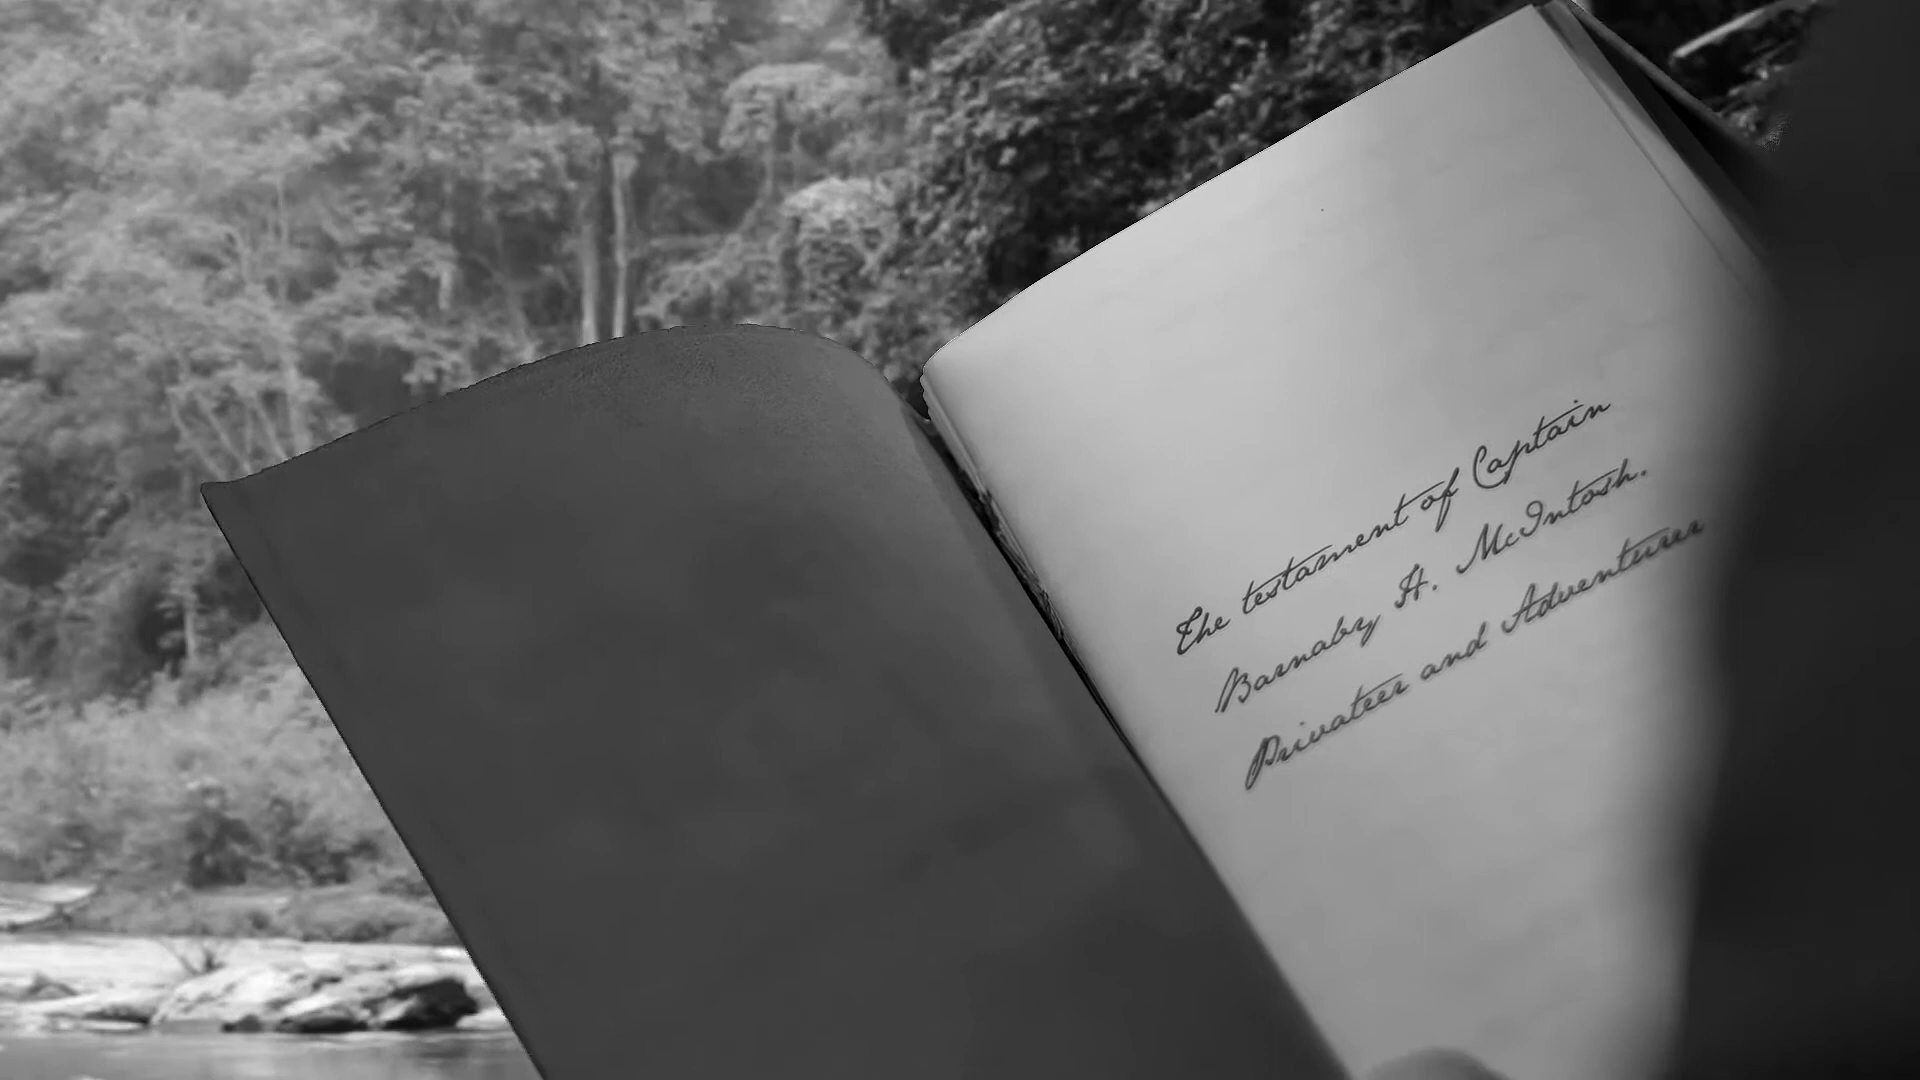 The testament of Captain
Barnaby H. McIntosh.
Privateer and Adventurer